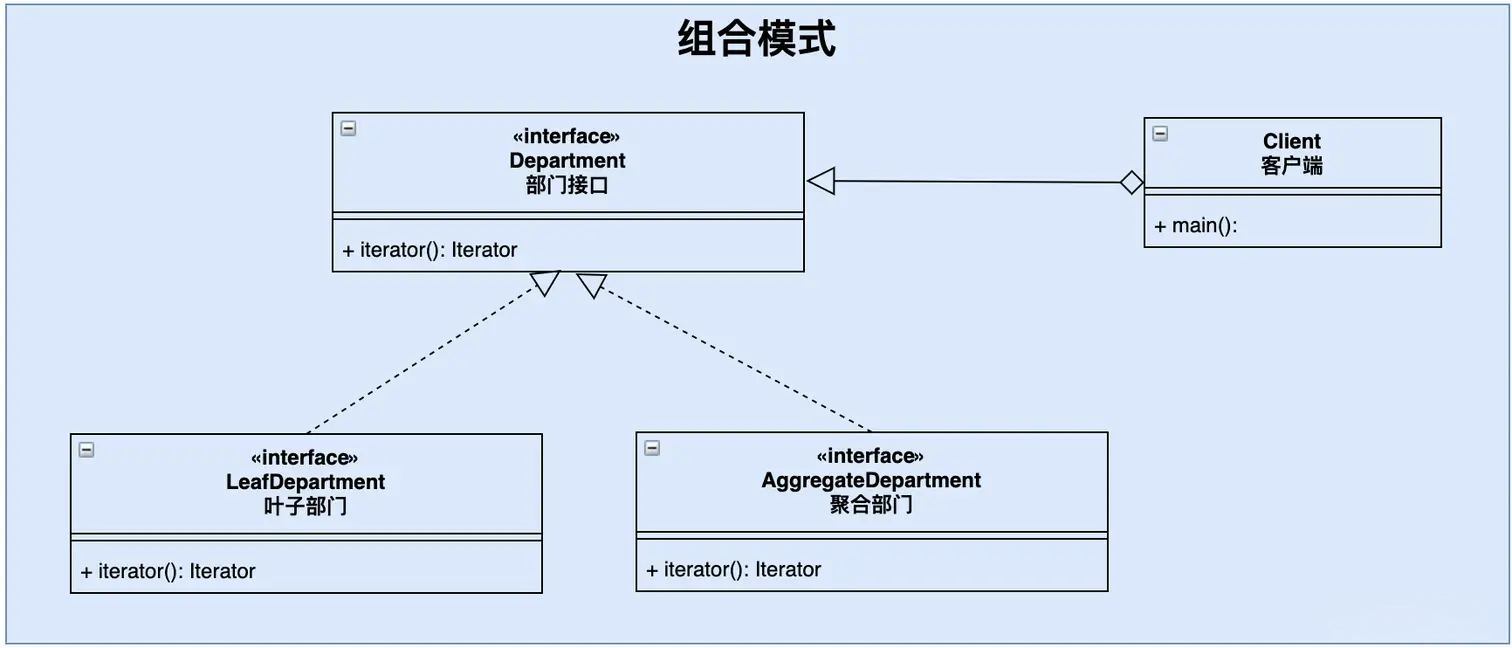 组合模式
«interface»
Department
部门接口
+ iterator(): Iterator
Client
客户端
+ main():
«interface»
LeafDepartment
叶子部门
+ iterator(): Iterator
«interface»
AggregateDepartment
聚合部门
+ iterator(): Iterator